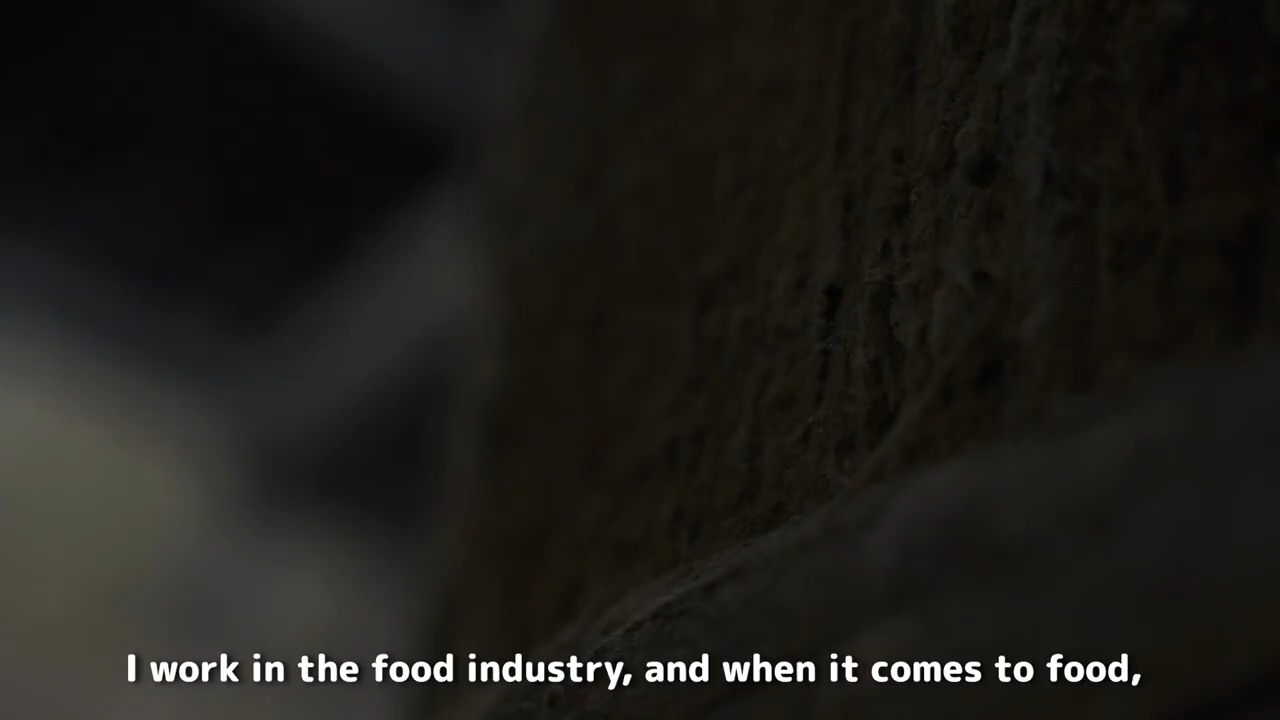 I work in the food industry, and when it comes to food,